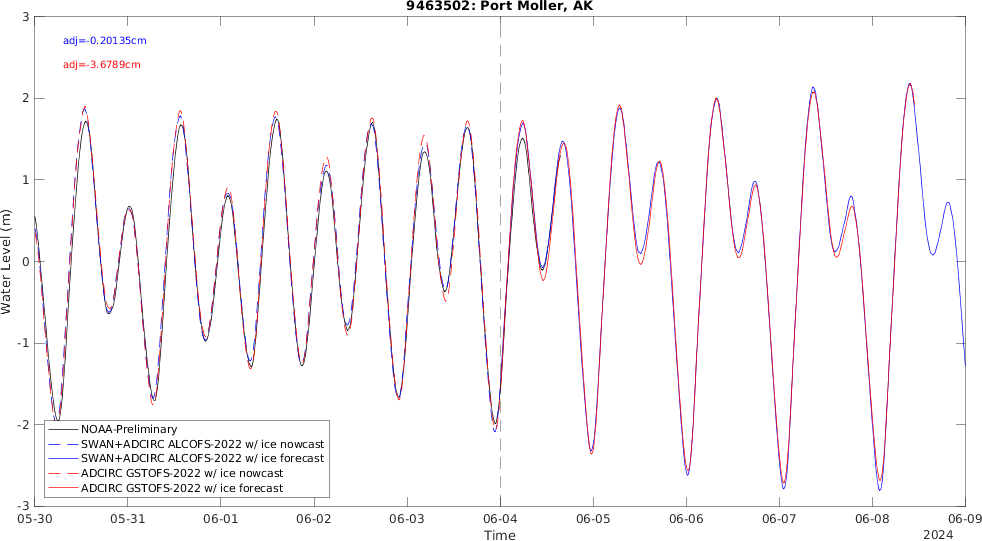 9463502: Port Moller, AK
adj=-0.20135cm
adj=-3.6789cm
Water Level (m)
3
2
1
0
-1
-2
-3
NOAA-Preliminary
SWAN+ADCIRC ALCOFS-2022 w/ ice nowcast
SWAN+ADCIRC ALCOFS-2022 w/ ice forecast
ADCIRC GSTOFS-2022 w/ ice nowcast
ADCIRC GSTOFS-2022 w/ ice forecast
05-30 05-31 06-01 06-02 06-03 06-04 06-05 06-06 06-07 06-08 06-09
Time
2024